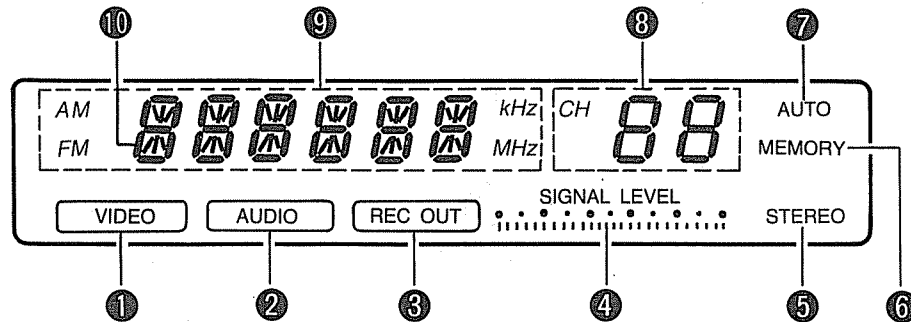 10 9 8 7
AM kHz CH 88 AUTO
FM MHz MEMORY
SIGNAL LEVEL
VIDEO AUDIO REC OUT STEREO
1 2 3 4 5 6